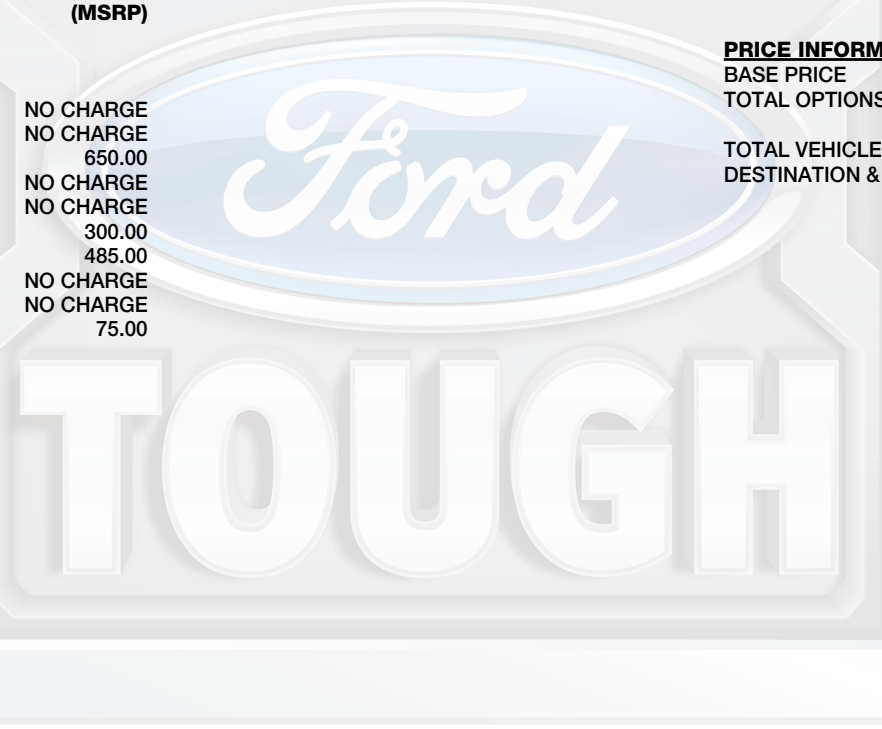 (MSRP)
NO CHARGE
NO CHARGE
650.00
NO CHARGE
NO CHARGE
300.00
485.00
NO CHARGE
NO CHARGE
75.00
PRICE INFORM
BASE PRICE
TOTAL OPTIONS
TOTAL VEHICLE
DESTINATION &
Ford
TOUGH